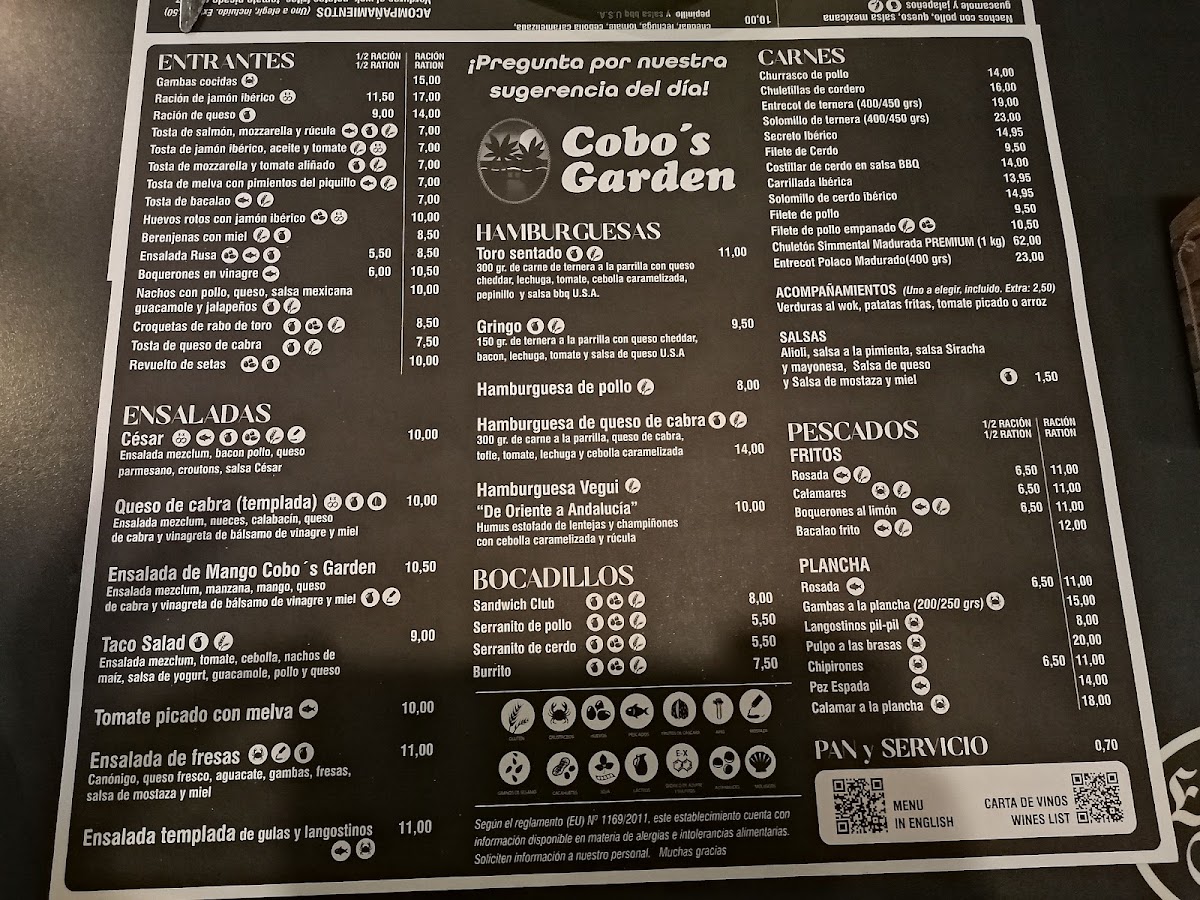 ENTRANTES 1/2 RACIÓN RACIÓN
1/2 RATION RATION
Gambas cocidas 15,00
Ración de jamón ibérico 11,50 17,00
Ración de queso 9,00 14,00
Tosta de salmón, mozzarella y rúcula 7,00
Tosta de jamón ibérico, aceite y tomate 7,00
Tosta de mozzarella y tomate aliñado 7,00
Tosta de melva con pimientos del piquillo 7,00
Tosta de bacalao 7,00
Huevos rotos con jamón ibérico 10,00
Berenjenas con miel 8,50
Ensalada Rusa 5,50 8,50
Boquerones en vinagre 6,00 10,50
Nachos con pollo, queso, salsa mexicana 10,00
guacamole y jalapeños
Croquetas de rabo de toro 8,50
Tosta de queso de cabra 7,50
Revuelto de setas 10,00
ENSALADAS
César 10,00
Ensalada mezclum, bacon pollo, queso
parmesano, croutons, salsa César
Queso de cabra (templada) 10,00
Ensalada mezclum, nueces, calabacín, queso
de cabra y vinagreta de bálsamo de vinagre y miel
Ensalada de Mango Cobo´s Garden 10,50
Ensalada mezclum, manzana, mango, queso
de cabra y vinagreta de bálsamo de vinagre y miel
Taco Salad 9,00
Ensalada mezclum, tomate, cebolla, nachos de
maíz, salsa de yogurt, guacamole, pollo y queso
Tomate picado con melva 10,00
Ensalada de fresas 11,00
Canónigo, queso fresco, aguacate, gambas, fresas,
salsa de mostaza y miel
Ensalada templada de gulas y langostinos 11,00
¡Pregunta por nuestra
sugerencia del día!
Cobo´s
Garden
HAMBURGUESAS
Toro sentado 11,00
300 gr. de carne de ternera a la parrilla con queso
cheddar, lechuga, tomate, cebolla caramelizada,
pepinillo y salsa bbq U.S.A.
Gringo 9,50
150 gr. de ternera a la parrilla con queso cheddar,
bacon, lechuga, tomate y salsa de queso U.S.A
Hamburguesa de pollo 8,00
Hamburguesa de queso de cabra
300 gr. de carne a la parrilla, queso de cabra,
tofle, tomate, lechuga y cebolla caramelizada 14,00
Hamburguesa Vegui
“De Oriente a Andalucía” 10,00
Humus estofado de lentejas y champiñones
con cebolla caramelizada y rúcula
BOCADILLOS
Sandwich Club 8,00
Serranito de pollo 5,50
Serranito de cerdo 5,50
Burrito 7,50
Según el reglamento (EU) Nº 1169/2011, este establecimiento cuenta con
información disponible en materia de alergias e intolerancias alimentarias.
Soliciten información a nuestro personal. Muchas gracias
CARNES
Churrasco de pollo 14,00
Chuletillas de cordero 16,00
Entrecot de ternera (400/450 grs) 19,00
Solomillo de ternera (400/450 grs) 23,00
Secreto Ibérico 14,95
Filete de Cerdo 9,50
Costillar de cerdo en salsa BBQ 14,00
Carrillada Ibérica 13,95
Solomillo de cerdo ibérico 14,95
Filete de pollo 9,50
Filete de pollo empanado 10,50
Chuletón Simmental Madurada PREMIUM (1 kg) 62,00
Entrecot Polaco Madurado(400 grs) 23,00
ACOMPAÑAMIENTOS (Uno a elegir, incluido. Extra: 2,50)
Verduras al wok, patatas fritas, tomate picado o arroz
SALSAS
Alioli, salsa a la pimienta, salsa Siracha
y mayonesa, Salsa de queso
y Salsa de mostaza y miel 1,50
PESCADOS 1/2 RACIÓN RACIÓN
1/2 RATION RATION
FRITOS
Rosada 6,50 11,00
Calamares 6,50 11,00
Boquerones al limón 6,50 11,00
Bacalao frito 12,00
PLANCHA
Rosada 6,50 11,00
Gambas a la plancha (200/250 grs) 15,00
Langostinos pil-pil 8,00
Pulpo a las brasas 20,00
Chipirones 6,50 11,00
Pez Espada 14,00
Calamar a la plancha 18,00
PAN y SERVICIO 0,70
MENU
IN ENGLISH
CARTA DE VINOS
WINES LIST